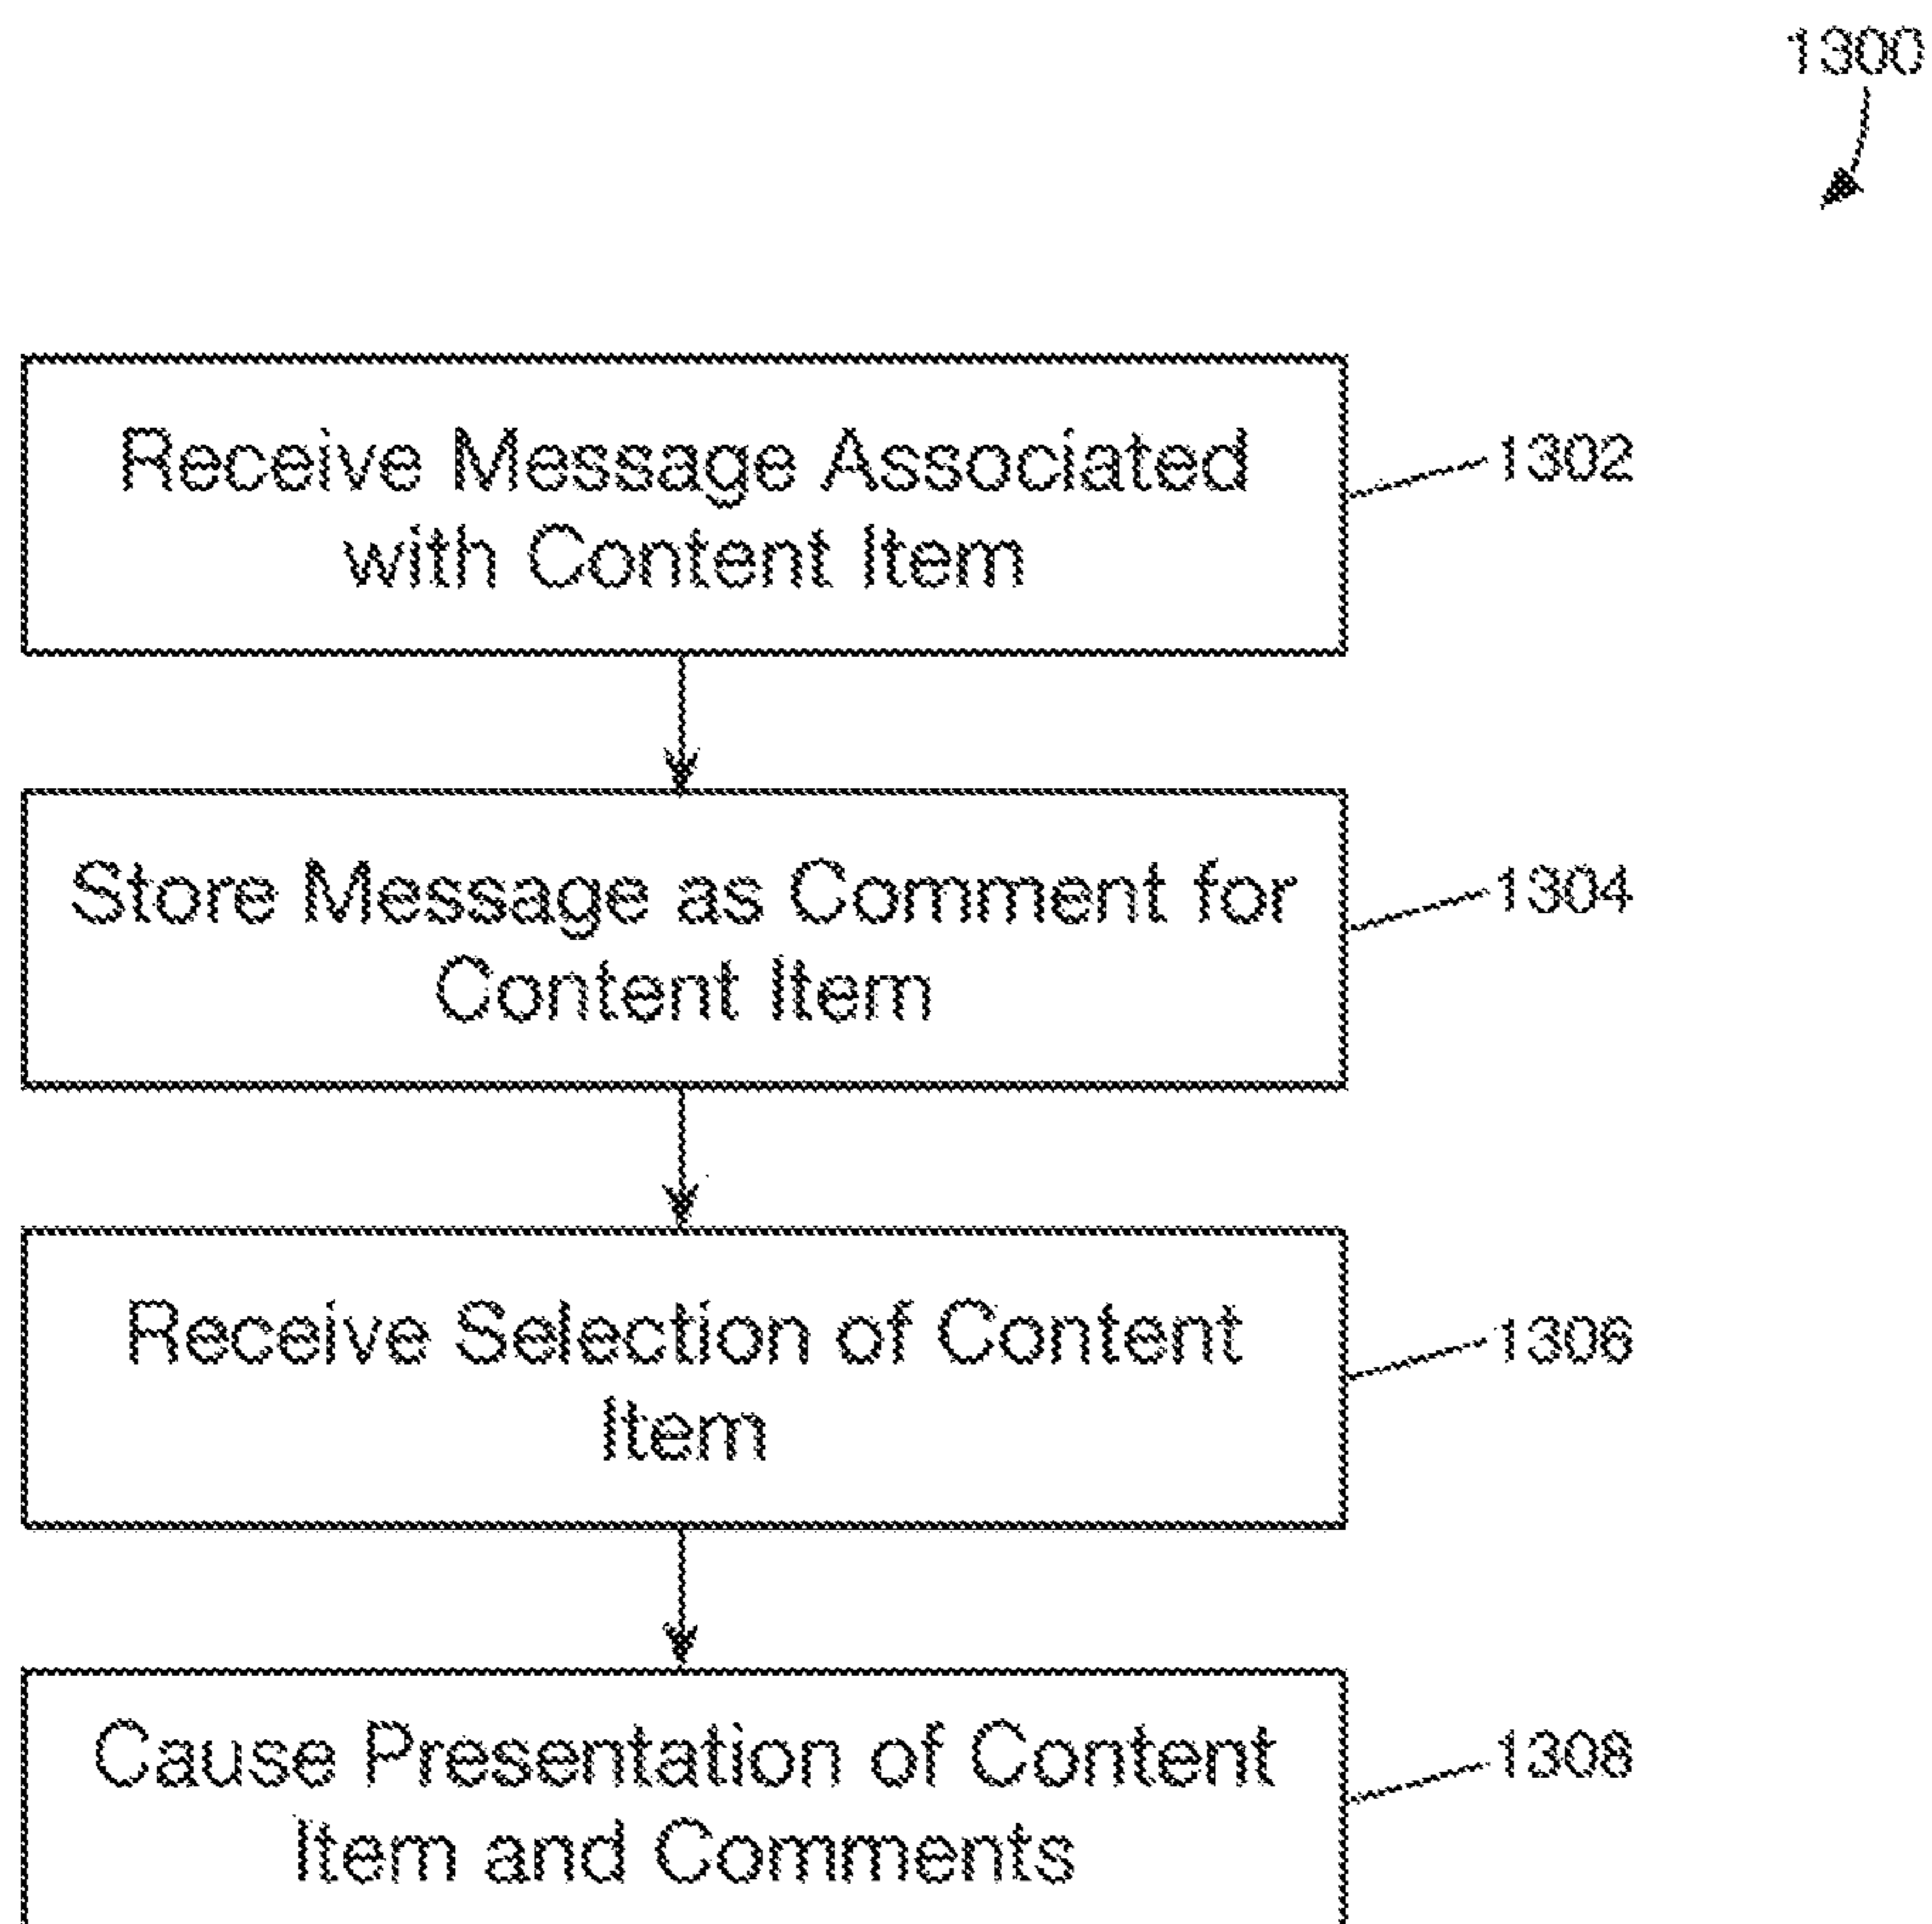 1300
Receive Message Associated
with Content Item
1302
Store Message as Comment for
Content Item
1304
Receive Selection of Content
Item
1306
Cause Presentation of Content
Item and Comments
1308